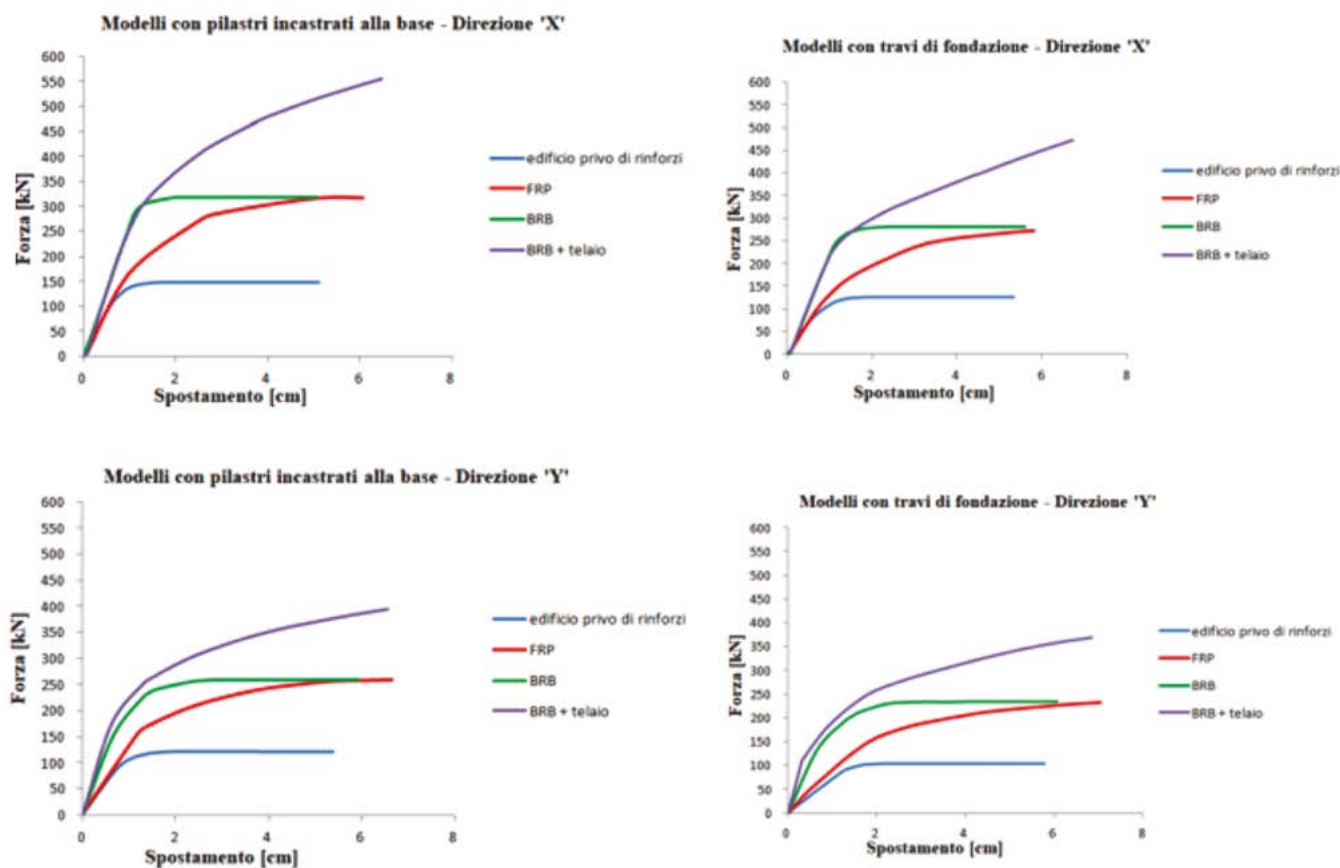 Modelli con pilastri incastrati alla base - Direzione 'X'
600
550
500
450
400
350
300
250
200
150
100
50
0
Forza [kN]
0 2 4 6 8
Spostamento [cm]
edificio privo di rinforzi
FRP
BRB
BRB + telaio
Modelli con travi di fondazione - Direzione 'X'
600
550
500
450
400
350
300
250
200
150
100
50
0
Forza [kN]
0 2 4 6 8
Spostamento [cm]
edificio privo di rinforzi
FRP
BRB
BRB + telaio
Modelli con pilastri incastrati alla base - Direzione 'Y'
600
550
500
450
400
350
300
250
200
150
100
50
0
Forza [kN]
0 2 4 6 8
Spostamento [cm]
edificio privo di rinforzi
FRP
BRB
BRB + telaio
Modelli con travi di fondazione - Direzione 'Y'
600
550
500
450
400
350
300
250
200
150
100
50
0
Forza [kN]
0 2 4 6 8
Spostamento [cm]
edificio privo di rinforzi
FRP
BRB
BRB + telaio